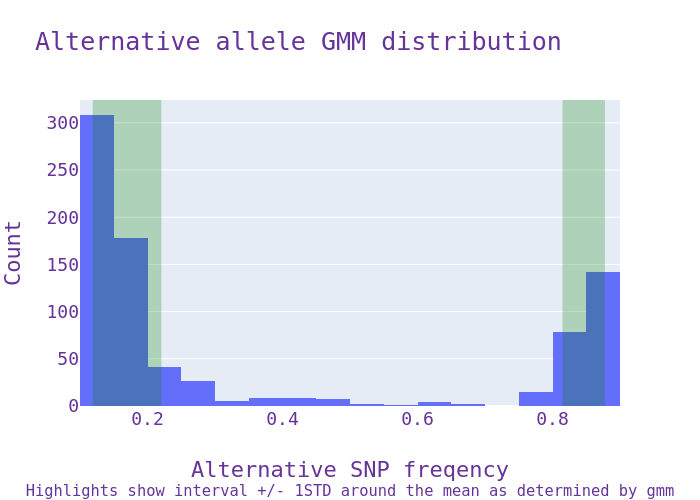 Alternative allele GMM distribution
300
250
200
150
100
50
0
Count
0.2 0.4 0.6 0.8
Alternative SNP freqency
Highlights show interval +/- 1STD around the mean as determined by gmm